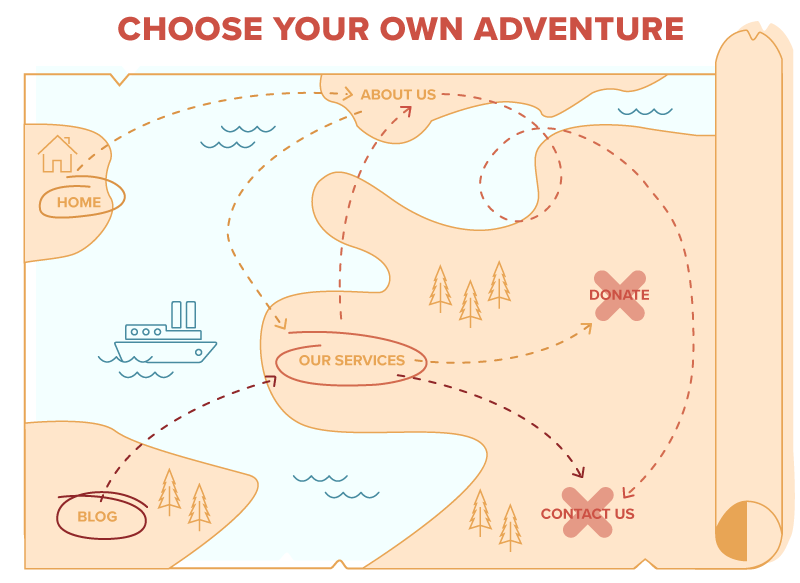 CHOOSE YOUR OWN ADVENTURE
ABOUT US
HOME
DONATE
OUR SERVICES
BLOG
CONTACT US